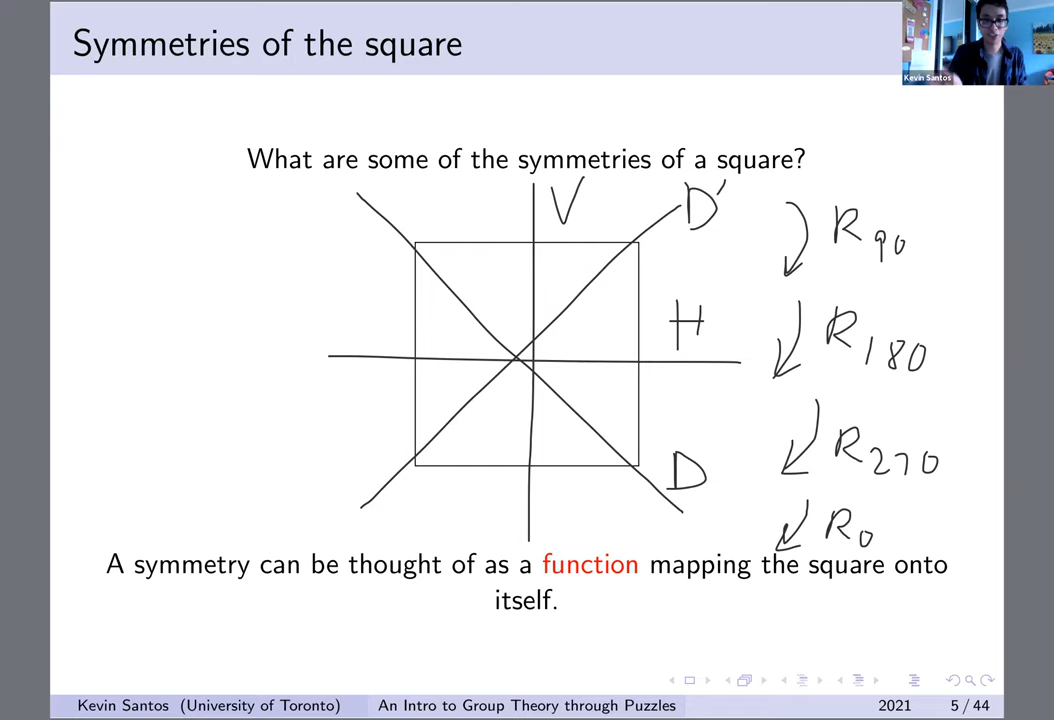 Symmetries of the square
Kevin Santos
What are some of the symmetries of a square?
V
D'
R90
H
R180
R270
D
R0
A symmetry can be thought of as a function mapping the square onto
itself.
Kevin Santos (University of Toronto) An Intro to Group Theory through Puzzles 2021 5 / 44